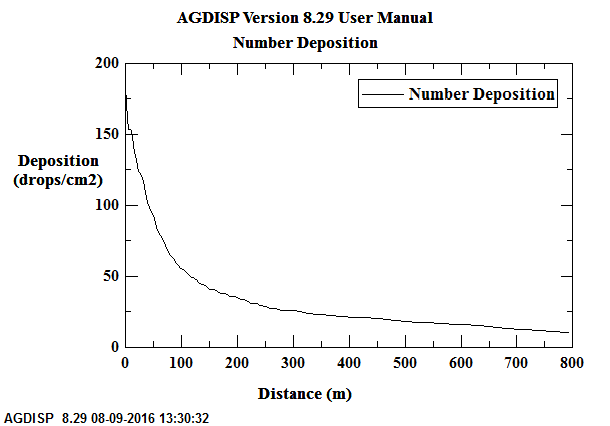 AGDISP Version 8.29 User Manual
Number Deposition
200
Number Deposition
150
Deposition
(drops/cm2)
100
50
0
0 100 200 300 400 500 600 700 800
Distance (m)
AGDISP 8.29 08-09-2016 13:30:32